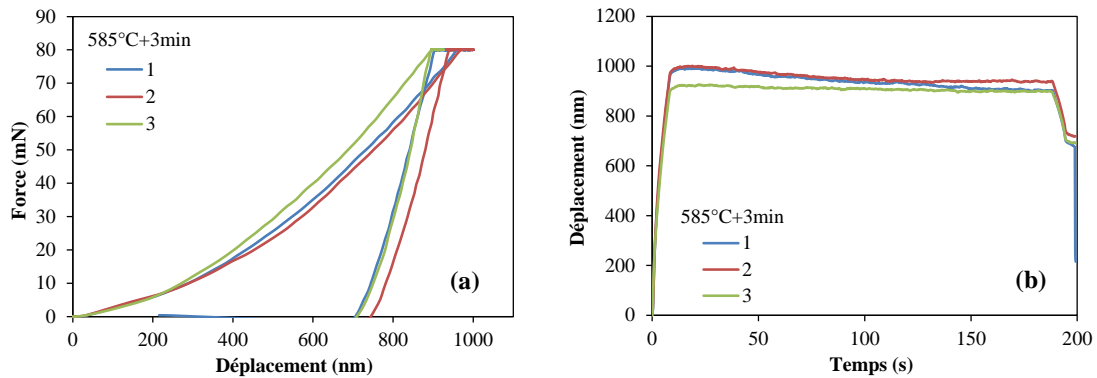 90
80
70
60
50
40
30
20
10
0
Force (mN)
585°C+3min
1
2
3
(a)
0 200 400 600 800 1000
Déplacement (nm)
1200
1000
800
600
400
200
0
Déplacement (nm)
585°C+3min
1
2
3
(b)
0 50 100 150 200
Temps (s)